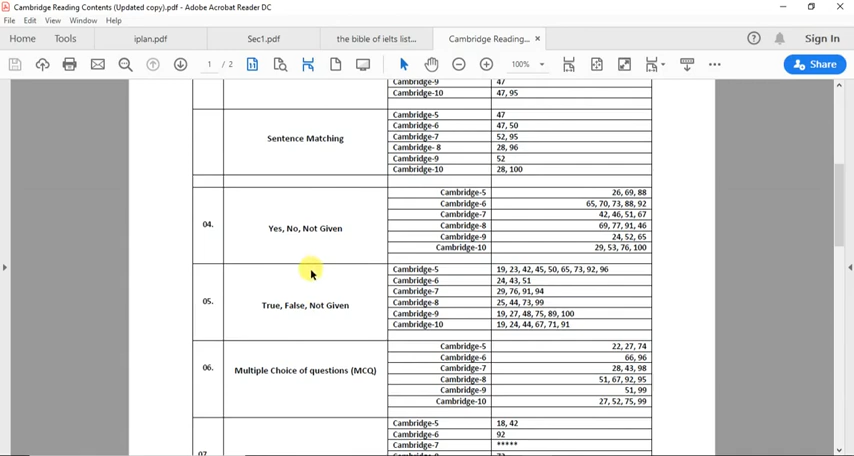 Cambridge Reading Contents (Updated copy).pdf - Adobe Acrobat Reader DC
File Edit View Window Help
Home Tools iplan.pdf Sec1.pdf the bible of ielts list... Cambridge Reading... × Sign In
1 / 2 100% Share
Cambridge-9 47
Cambridge-10 47, 95
Sentence Matching
Cambridge-5 47
Cambridge-6 47, 50
Cambridge-7 52, 95
Cambridge- 8 28, 96
Cambridge-9 52
Cambridge-10 28, 100
04. Yes, No, Not Given
Cambridge-5 26, 69, 88
Cambridge-6 65, 70, 73, 88, 92
Cambridge-7 42, 46, 51, 67
Cambridge-8 69, 77, 91, 46
Cambridge-9 24, 52, 65
Cambridge-10 29, 53, 76, 100
05. True, False, Not Given
Cambridge-5 19, 23, 42, 45, 50, 65, 73, 92, 96
Cambridge-6 24, 43, 51
Cambridge-7 29, 76, 91, 94
Cambridge-8 25, 44, 73, 99
Cambridge-9 19, 27, 48, 75, 89, 100
Cambridge-10 19, 24, 44, 67, 71, 91
06. Multiple Choice of questions (MCQ)
Cambridge-5 22, 27, 74
Cambridge-6 66, 96
Cambridge-7 28, 43, 98
Cambridge-8 51, 67, 92, 95
Cambridge-9 51, 99
Cambridge-10 27, 52, 75, 99
07.
Cambridge-5 18, 42
Cambridge-6 92
Cambridge-7 *****